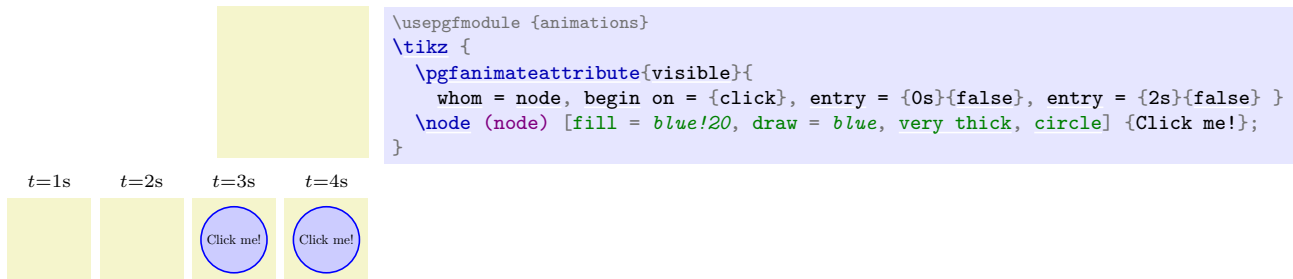 \usepgfmodule {animations}
\tikz {
\pgfanimateattribute{visible}{
whom = node, begin on = {click}, entry = {0s}{false}, entry = {2s}{false} }
\node (node) [fill = blue!20, draw = blue, very thick, circle] {Click me!};
}
t=1s t=2s t=3s t=4s
Click me! Click me!